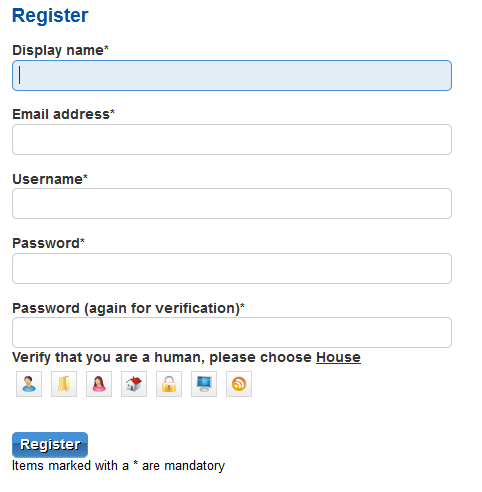 Register
Display name*
Email address*
Username*
Password*
Password (again for verification)*
Verify that you are a human, please choose House
Register
Items marked with a * are mandatory